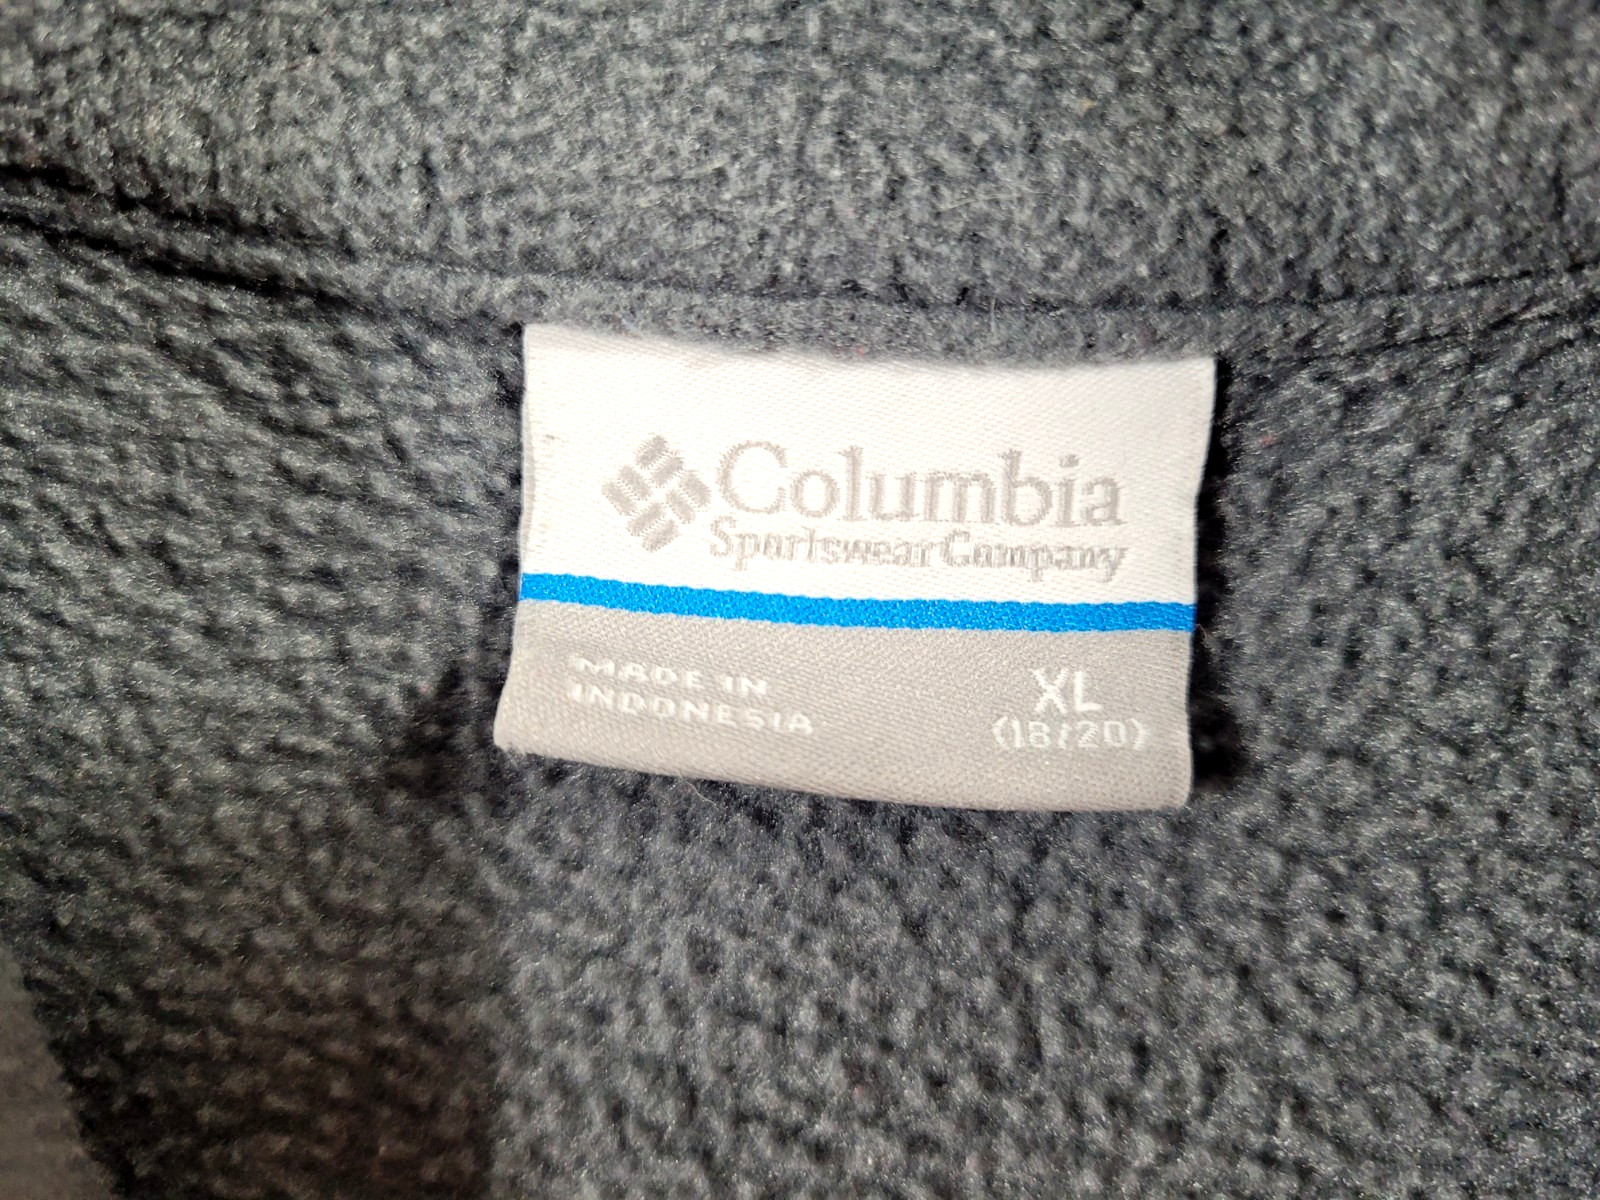 Columbia
Sportswear Company
MADE IN
INDONESIA
XL
(18/20)